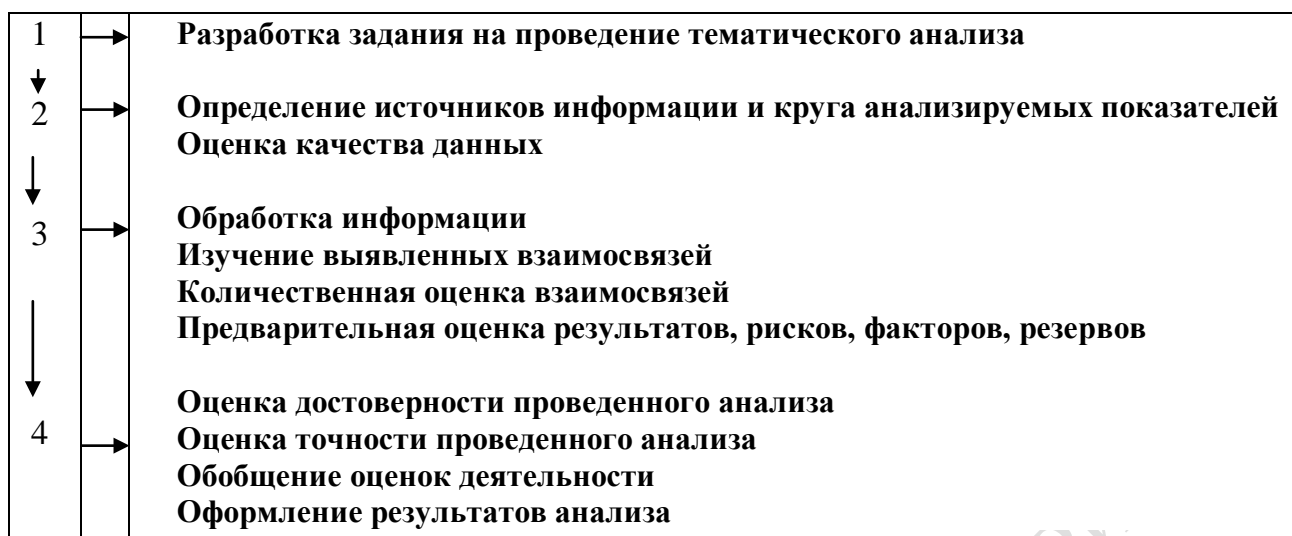 1 Разработка задания на проведение тематического анализа
2 Определение источников информации и круга анализируемых показателей
Оценка качества данных
3 Обработка информации
Изучение выявленных взаимосвязей
Количественная оценка взаимосвязей
Предварительная оценка результатов, рисков, факторов, резервов
Оценка достоверности проведенного анализа
4 Оценка точности проведенного анализа
Обобщение оценок деятельности
Оформление результатов анализа